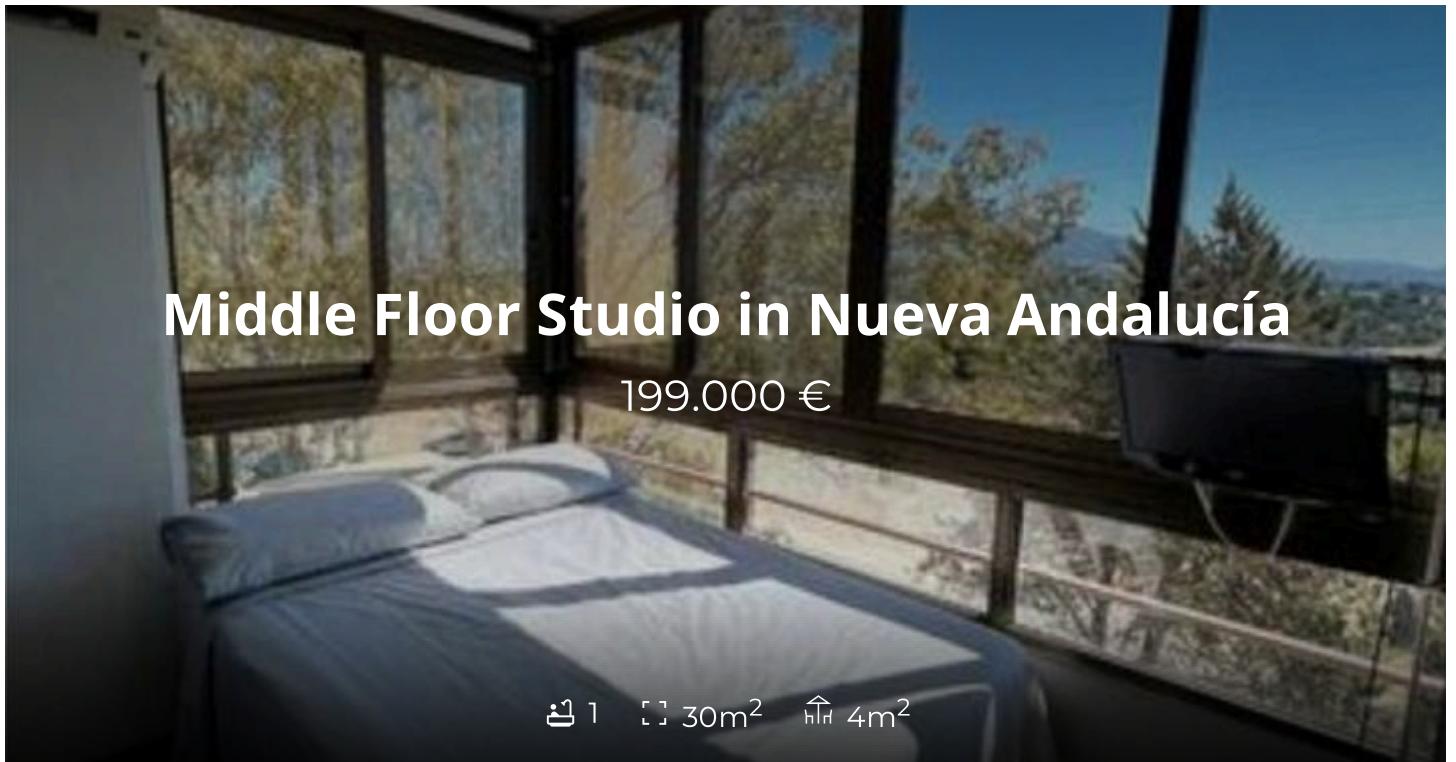 Middle Floor Studio in Nueva Andalucía
199.000 €
1 30m² 4m²